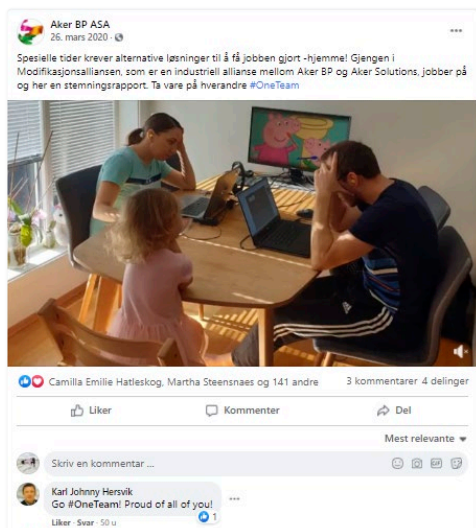 Aker BP ASA
26. mars 2020 ·
Spesielle tider krever alternative løsninger til å få jobben gjort -hjemme! Gjengen i
Modifikasjonsalliansen, som er en industriell allianse mellom Aker BP og Aker Solutions, jobber på
og her en stemningsrapport. Ta vare på hverandre #OneTeam
Camilla Emilie Hatleskog, Martha Steensnaes og 141 andre 3 kommentarer 4 delinger
Liker Kommenter Del
Mest relevante
Skriv en kommentar ...
GIF
Karl Johnny Hersvik
Go #OneTeam! Proud of all of you!
1
Liker · Svar · 50 u